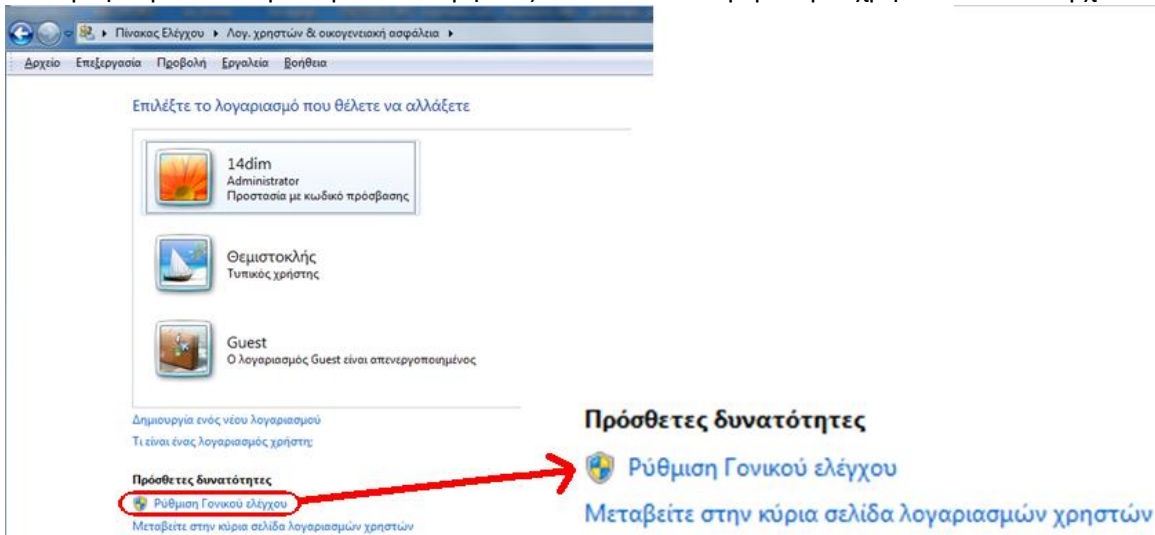 Πίνακας Ελέγχου ▸ Λογ. χρηστών & οικογενειακή ασφάλεια ▸
Αρχείο Επεξεργασία Προβολή Εργαλεία Βοήθεια
Επιλέξτε το λογαριασμό που θέλετε να αλλάξετε
14dim
Administrator
Προστασία με κωδικό πρόσβασης
Θεμιστοκλής
Τυπικός χρήστης
Guest
Ο λογαριασμός Guest είναι απενεργοποιημένος
Δημιουργία ενός νέου λογαριασμού
Τι είναι ένας λογαριασμός χρήστη;
Πρόσθετες δυνατότητες
Ρύθμιση Γονικού ελέγχου
Μεταβείτε στην κύρια σελίδα λογαριασμών χρηστών
Πρόσθετες δυνατότητες
Ρύθμιση Γονικού ελέγχου
Μεταβείτε στην κύρια σελίδα λογαριασμών χρηστών